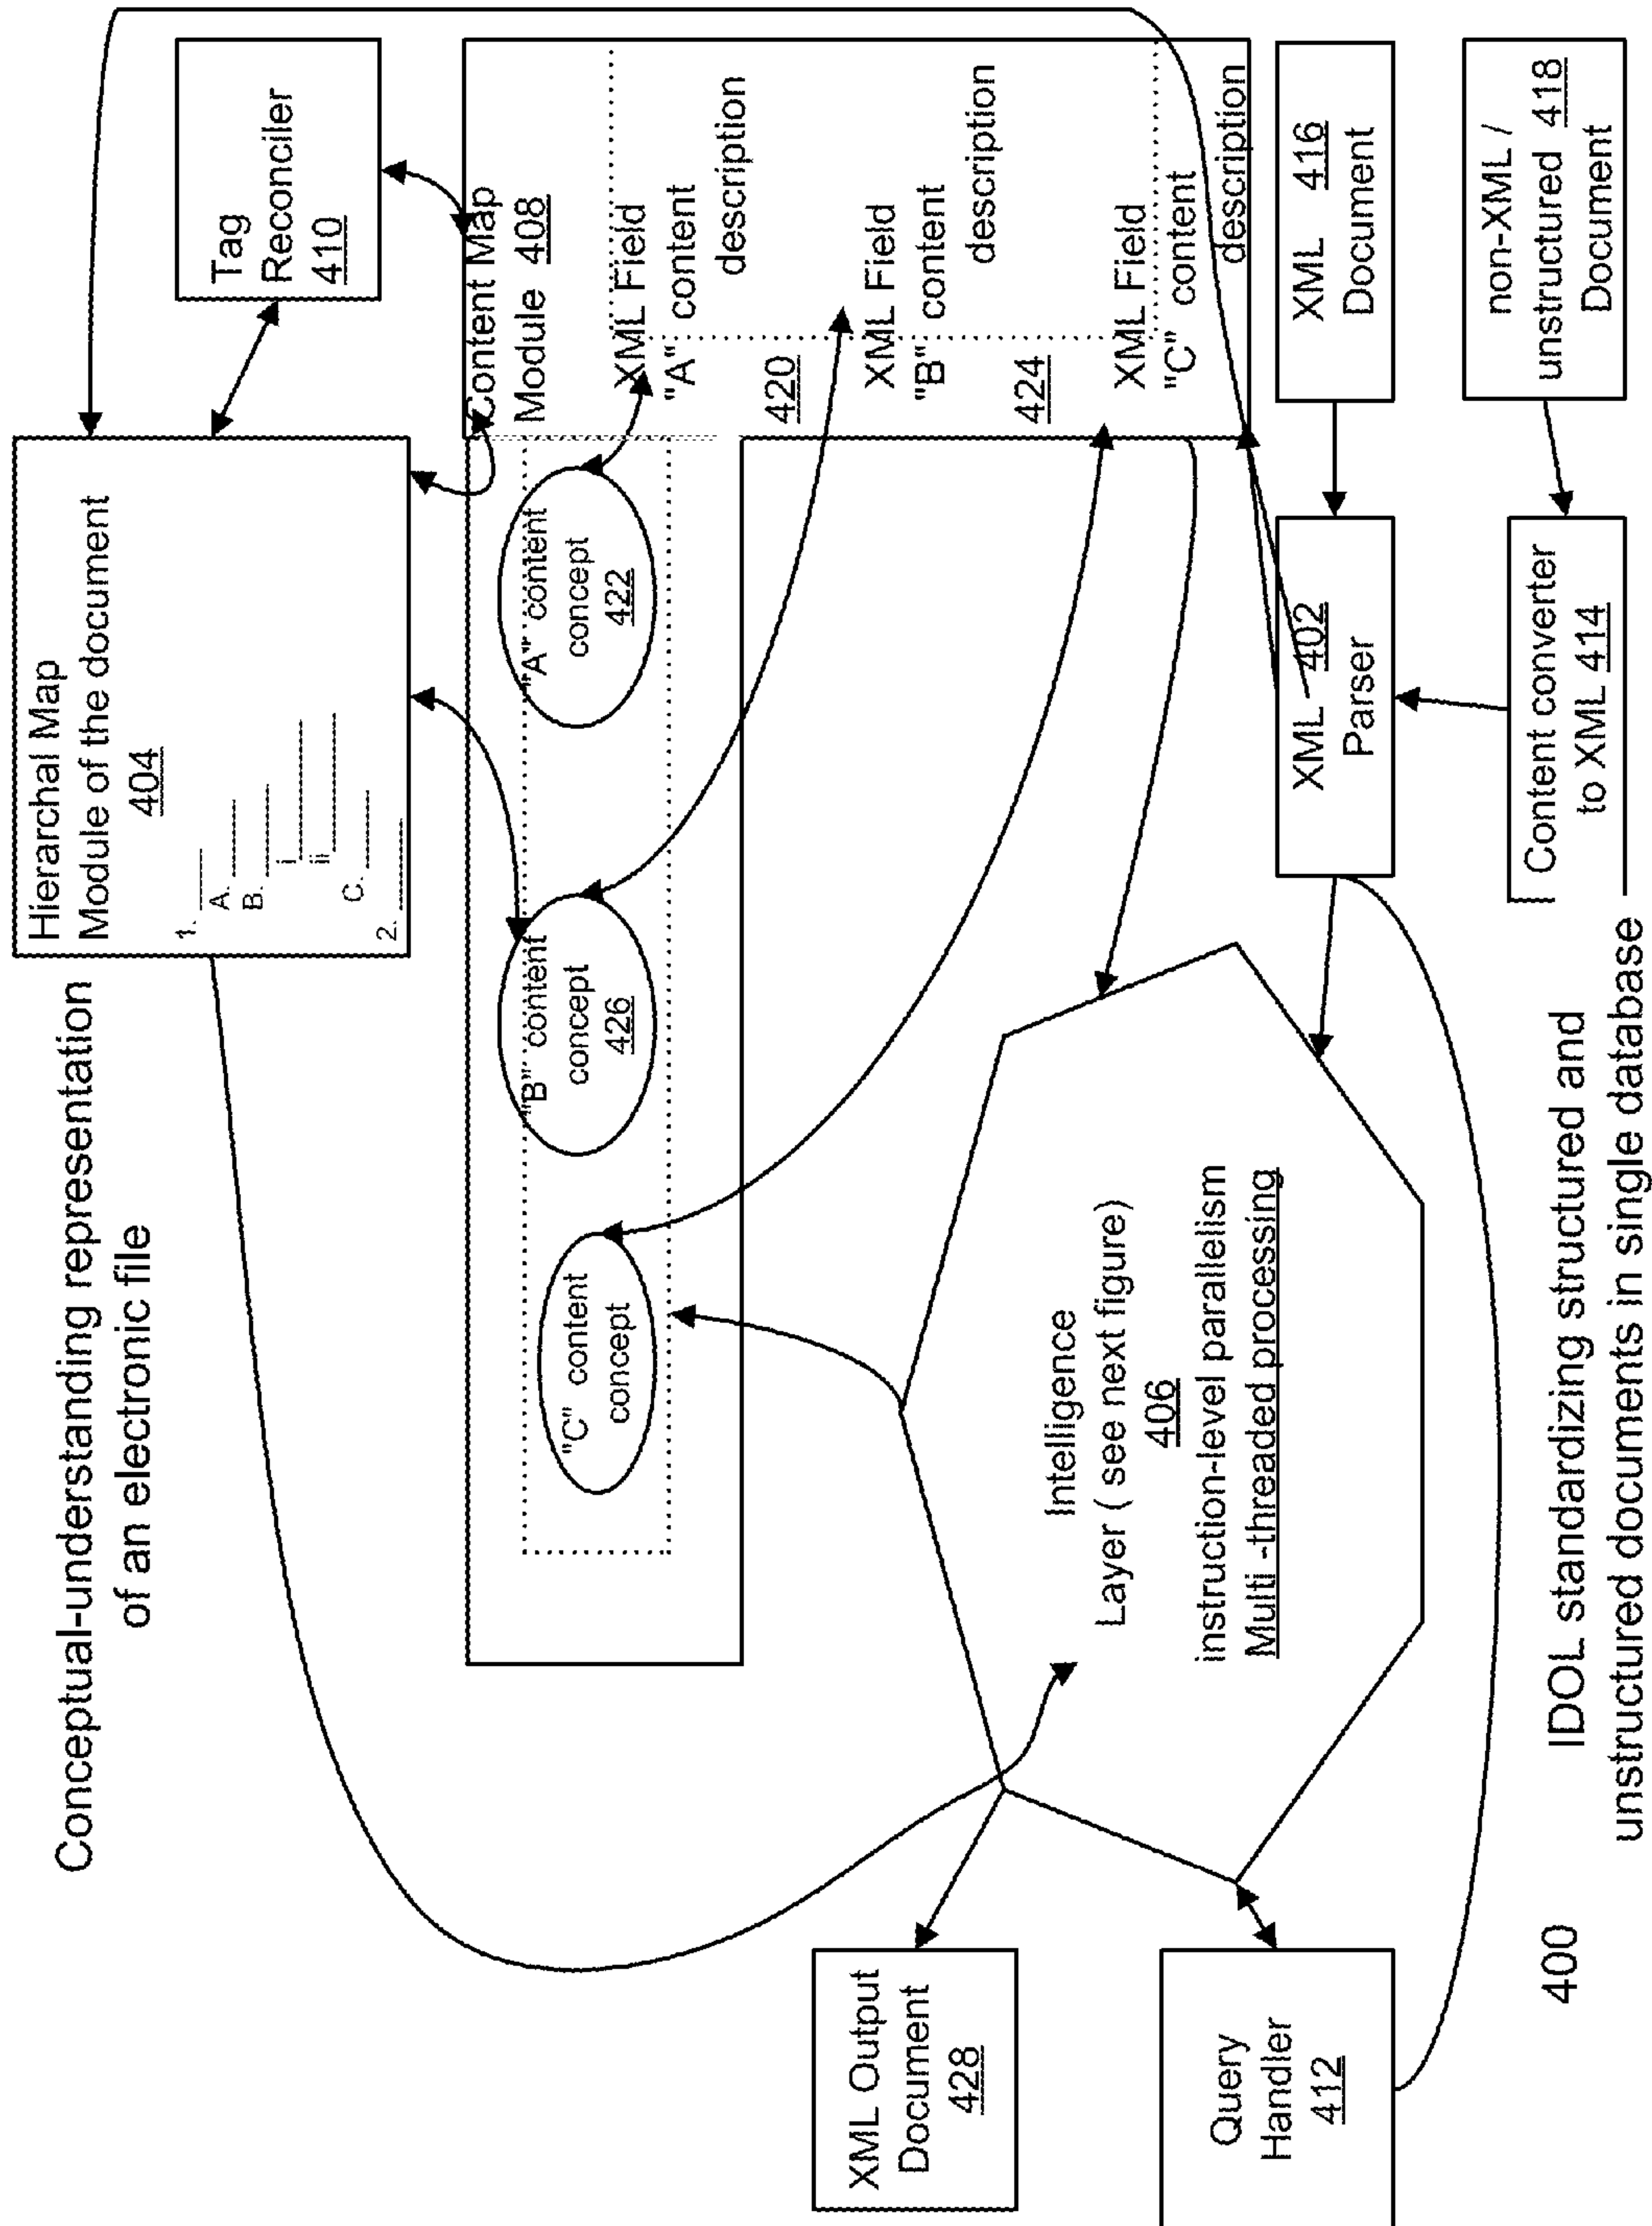 Conceptual-understanding representation
of an electronic file
Hierarchal Map
Module of the document
404
1.
A.
B.
i
ii
C.
2.
Tag
Reconciler
410
Content Map
Module 408
XML Field
"A" content
description
420
XML Field
"B" content
description
424
XML Field
"C" content
description
"A" content
concept
422
"B" content
concept
426
"C" content
concept
XML Output
Document
428
Query
Handler
412
Intelligence
Layer ( see next figure)
406
instruction-level parallelism
Multi -threaded processing
XML 402
Parser
XML 416
Document
Content converter
to XML 414
non-XML /
unstructured 418
Document
400 IDOL standardizing structured and
unstructured documents in single database